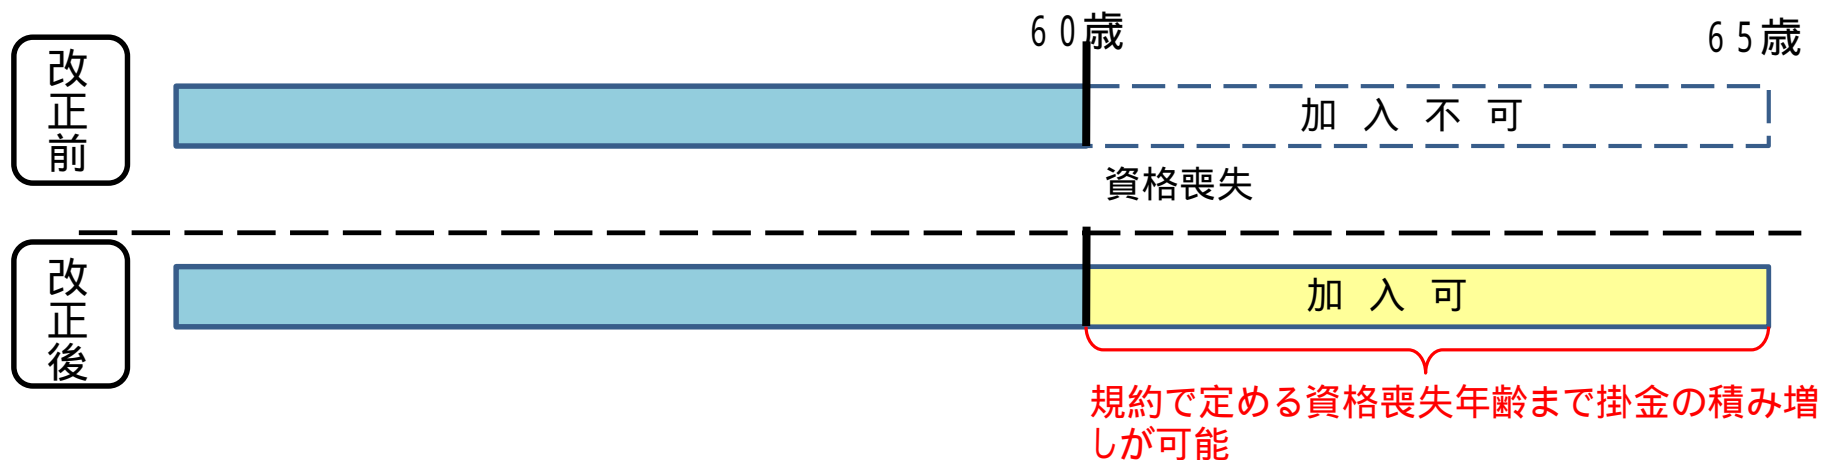 ６０歳
６５歳
改正前
加入不可
資格喪失
改正後
加入可
規約で定める資格喪失年齢まで掛金の積み増
しが可能